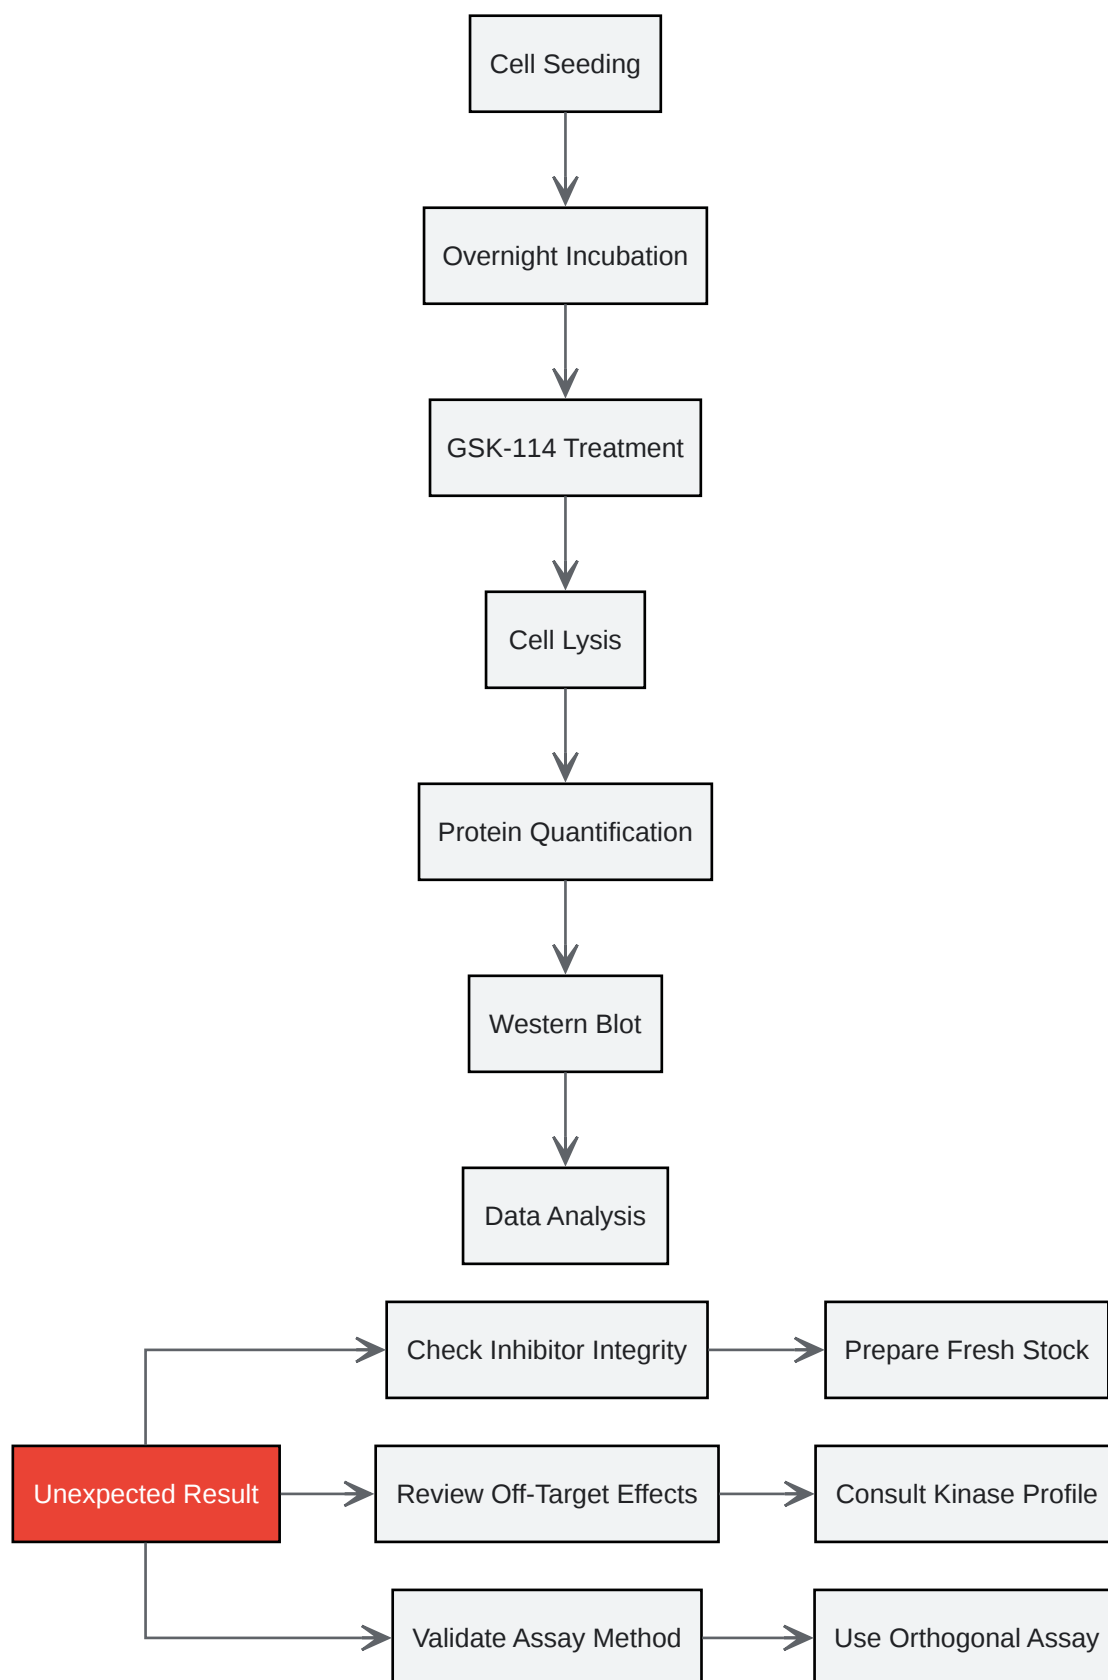 Cell Seeding
Overnight Incubation
GSK-114 Treatment
Cell Lysis
Protein Quantification
Western Blot
Data Analysis
Check Inhibitor Integrity
Prepare Fresh Stock
Unexpected Result
Review Off-Target Effects
Consult Kinase Profile
Validate Assay Method
Use Orthogonal Assay